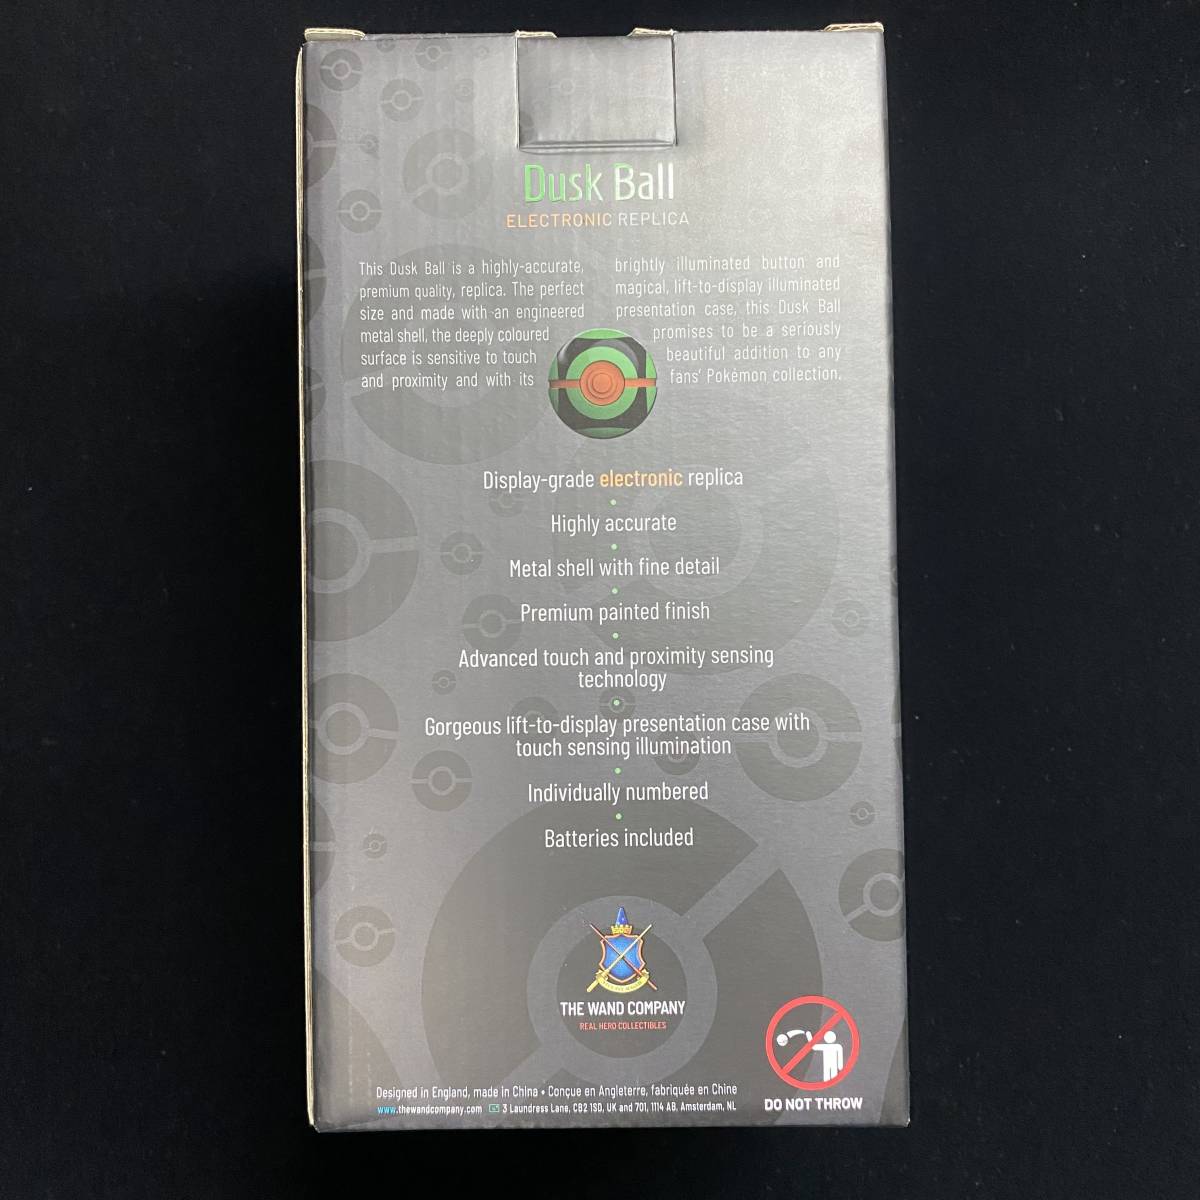 Dusk Ball
ELECTRONIC REPLICA
This Dusk Ball is a highly-accurate,
premium quality, replica. The perfect
size and made with an engineered
metal shell, the deeply coloured
surface is sensitive to touch
and proximity and with its
brightly illuminated button and
magical, lift-to-display illuminated
presentation case, this Dusk Ball
promises to be a seriously
beautiful addition to any
fans' Pokémon collection.
Display-grade electronic replica
•
Highly accurate
•
Metal shell with fine detail
•
Premium painted finish
•
Advanced touch and proximity sensing
technology
•
Gorgeous lift-to-display presentation case with
touch sensing illumination
•
Individually numbered
•
Batteries included
THE WAND COMPANY
REAL HERO COLLECTIBLES
Designed in England, made in China • Conçue en Angleterre, fabriquée en Chine
www.thewandcompany.com 3 Laundress Lane, CB2 1SD, UK and 701, 1114 AB, Amsterdam, NL
DO NOT THROW